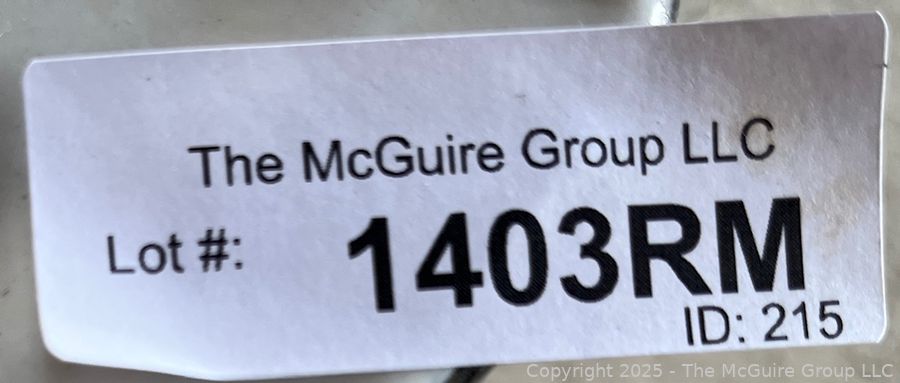 The McGuire Group LLC
Lot #: 1403RM
ID: 215
Copyright 2025 - The McGuire Group LLC